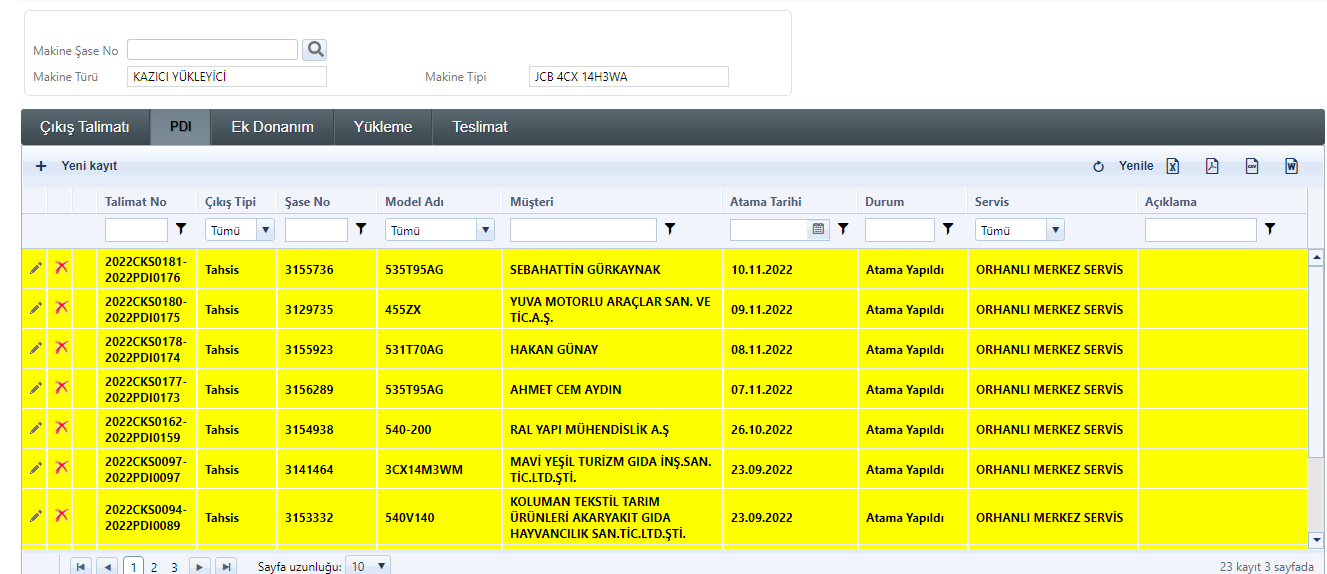 Makine Şase No
Makine Türü KAZICI YÜKLEYİCİ Makine Tipi JCB 4CX 14H3WA
Çıkış Talimatı PDI Ek Donanım Yükleme Teslimat
+ Yeni kayıt Yenile
Talimat No Çıkış Tipi Şase No Model Adı Müşteri Atama Tarihi Durum Servis Açıklama
Tümü Tümü Tümü
2022CKS0181-
2022PDI0176 Tahsis 3155736 535T95AG SEBAHATTİN GÜRKAYNAK 10.11.2022 Atama Yapıldı ORHANLI MERKEZ SERVİS
2022CKS0180-
2022PDI0175 Tahsis 3129735 455ZX YUVA MOTORLU ARAÇLAR SAN. VE
TİC.A.Ş. 09.11.2022 Atama Yapıldı ORHANLI MERKEZ SERVİS
2022CKS0178-
2022PDI0174 Tahsis 3155923 531T70AG HAKAN GÜNAY 08.11.2022 Atama Yapıldı ORHANLI MERKEZ SERVİS
2022CKS0177-
2022PDI0173 Tahsis 3156289 535T95AG AHMET CEM AYDIN 07.11.2022 Atama Yapıldı ORHANLI MERKEZ SERVİS
2022CKS0162-
2022PDI0159 Tahsis 3154938 540-200 RAL YAPI MÜHENDİSLİK A.Ş 26.10.2022 Atama Yapıldı ORHANLI MERKEZ SERVİS
2022CKS0097-
2022PDI0097 Tahsis 3141464 3CX14M3WM MAVİ YEŞİL TURİZM GIDA İNŞ.SAN.
TİC.LTD.ŞTİ. 23.09.2022 Atama Yapıldı ORHANLI MERKEZ SERVİS
2022CKS0094-
2022PDI0089 Tahsis 3153332 540V140 KOLUMAN TEKSTİL TARIM
ÜRÜNLERİ AKARYAKIT GIDA
HAYVANCILIK SAN.TİC.LTD.ŞTİ. 23.09.2022 Atama Yapıldı ORHANLI MERKEZ SERVİS
1 2 3 Sayfa uzunluğu: 10 23 kayıt 3 sayfada